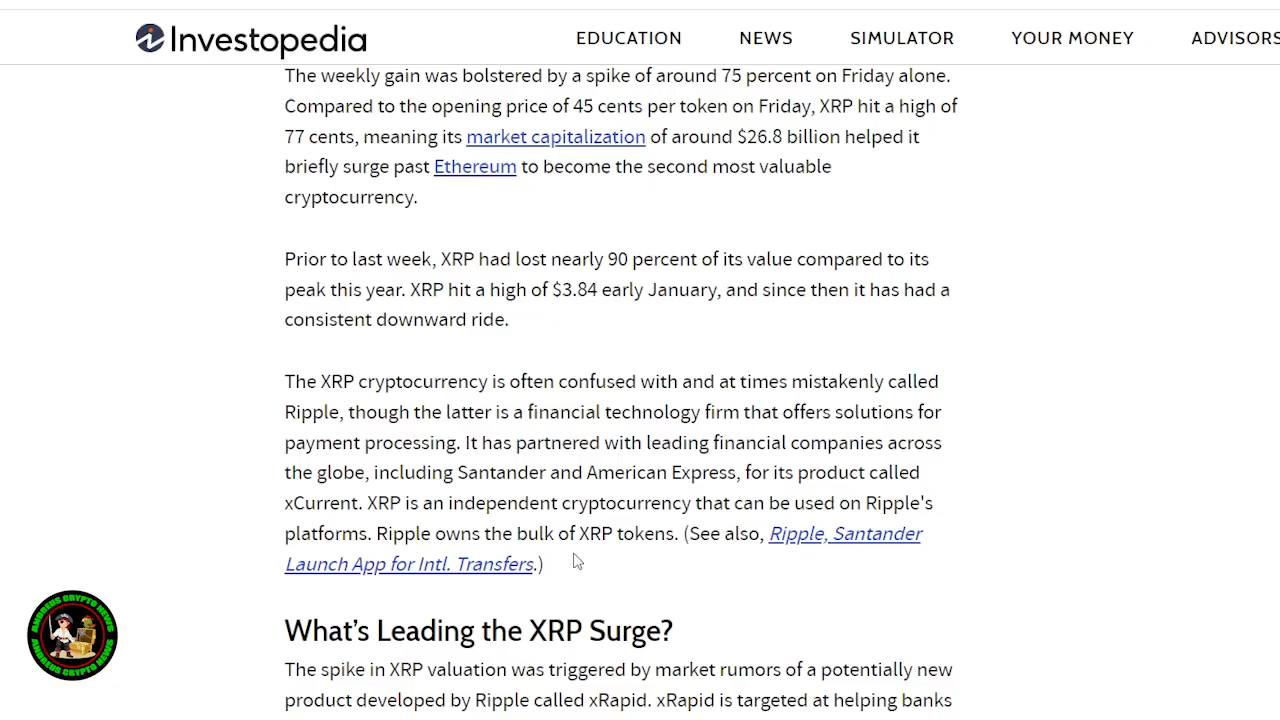 Investopedia
EDUCATION NEWS SIMULATOR YOUR MONEY ADVISORS
The weekly gain was bolstered by a spike of around 75 percent on Friday alone.
Compared to the opening price of 45 cents per token on Friday, XRP hit a high of
77 cents, meaning its market capitalization of around $26.8 billion helped it
briefly surge past Ethereum to become the second most valuable
cryptocurrency.
Prior to last week, XRP had lost nearly 90 percent of its value compared to its
peak this year. XRP hit a high of $3.84 early January, and since then it has had a
consistent downward ride.
The XRP cryptocurrency is often confused with and at times mistakenly called
Ripple, though the latter is a financial technology firm that offers solutions for
payment processing. It has partnered with leading financial companies across
the globe, including Santander and American Express, for its product called
xCurrent. XRP is an independent cryptocurrency that can be used on Ripple's
platforms. Ripple owns the bulk of XRP tokens. (See also, Ripple, Santander
Launch App for Intl. Transfers.)
ANDREUS CRYPTO NEWS
ANDREUS CRYPTO NEWS
What's Leading the XRP Surge?
The spike in XRP valuation was triggered by market rumors of a potentially new
product developed by Ripple called xRapid. xRapid is targeted at helping banks